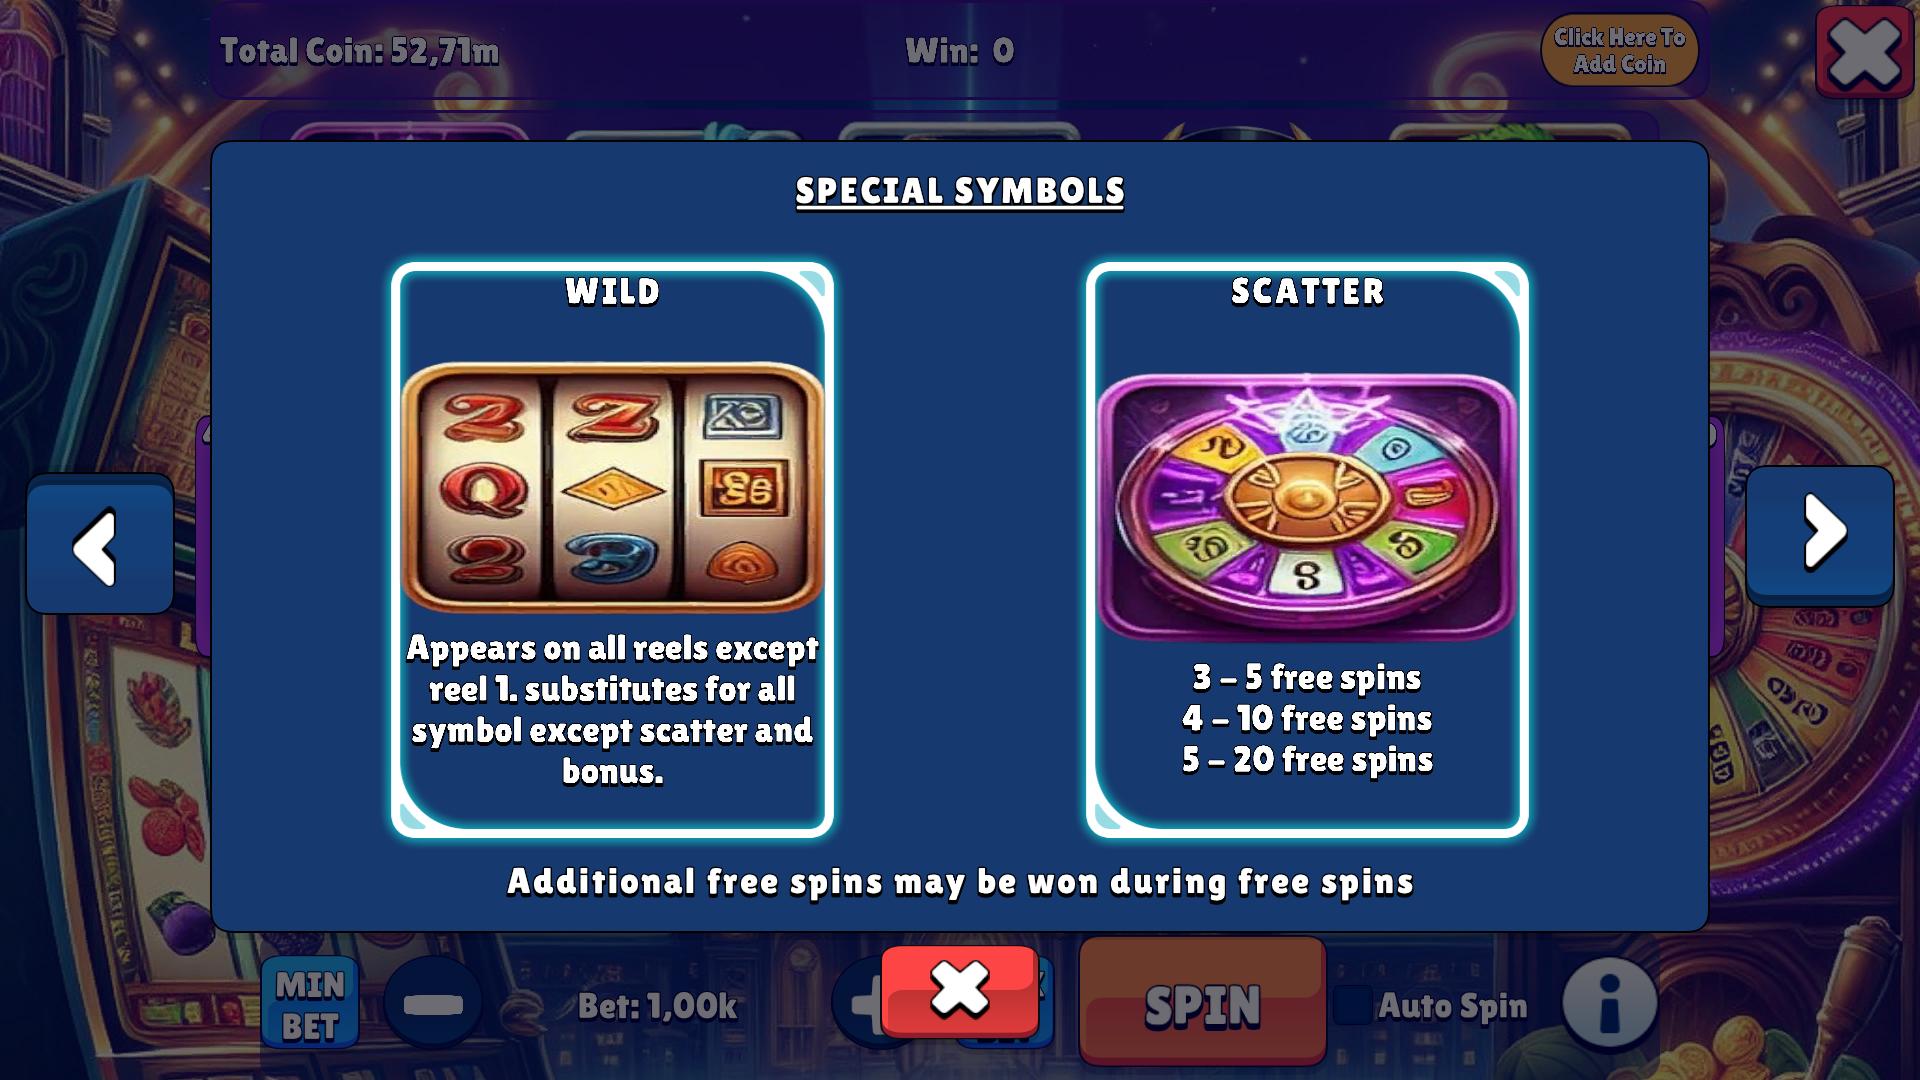 Total Coin: 52,71m
Win: 0
Click Here To
Add Coin
SPECIAL SYMBOLS
WILD
Appears on all reels except
reel 1. substitutes for all
symbol except scatter and
bonus.
SCATTER
3 – 5 free spins
4 – 10 free spins
5 – 20 free spins
Additional free spins may be won during free spins
MIN
BET
Bet: 1,00k
SPIN
Auto Spin